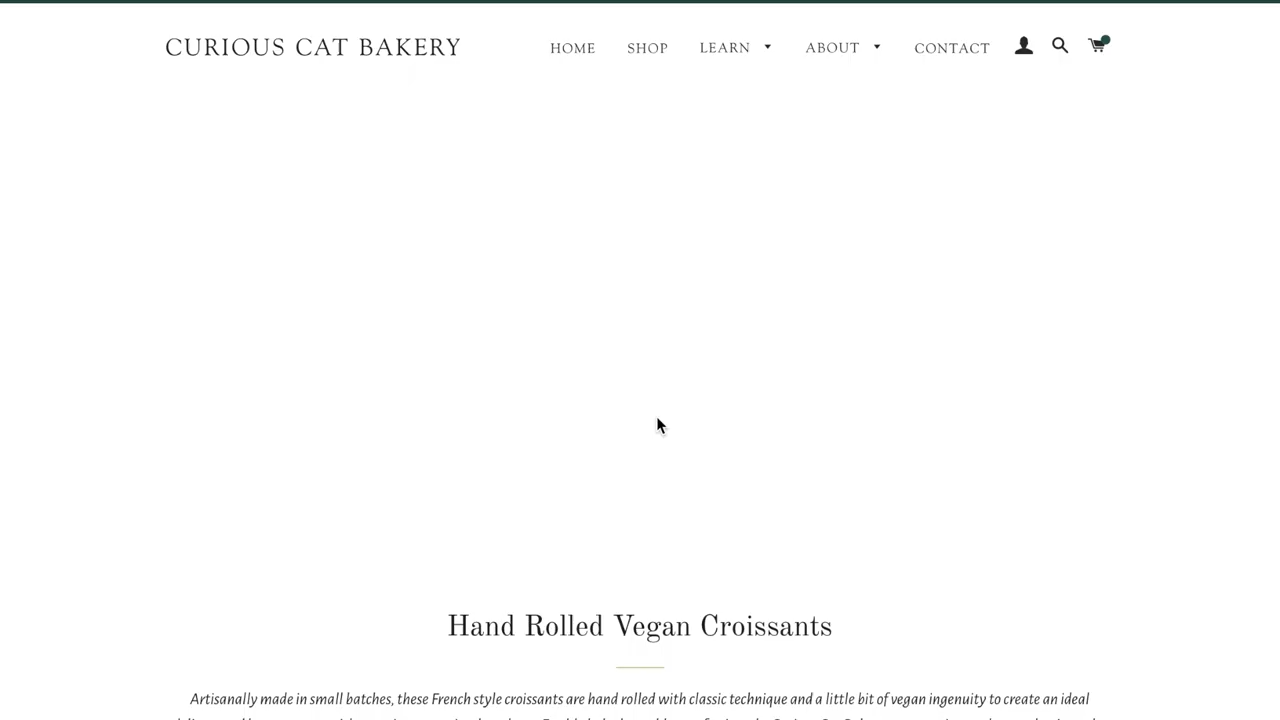 CURIOUS CAT BAKERY
HOME SHOP LEARN ABOUT CONTACT
Hand Rolled Vegan Croissants
Artisanally made in small batches, these French style croissants are hand rolled with classic technique and a little bit of vegan ingenuity to create an ideal